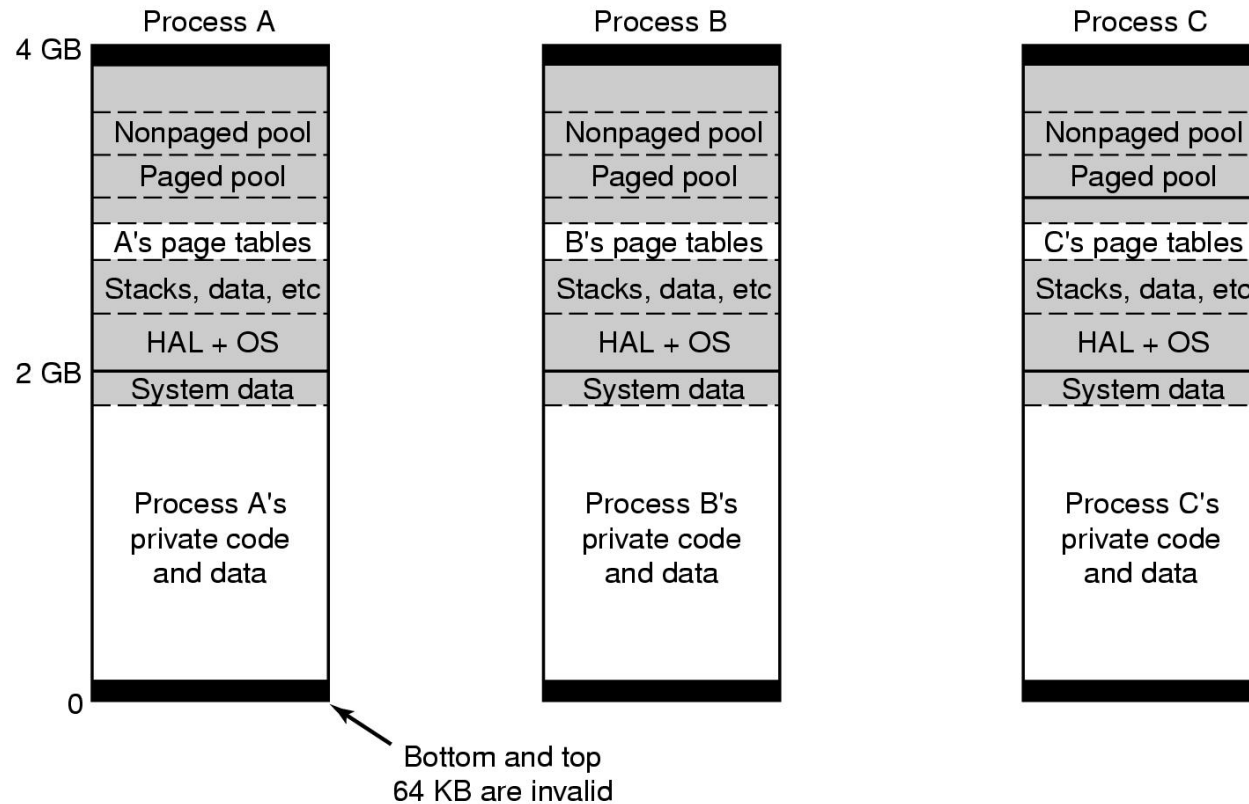 Process A
Process B
Process C
4 GB
Nonpaged pool
Nonpaged pool
Nonpaged pool
Paged pool
Paged pool
Paged pool
A's page tables
B's page tables
C's page tables
Stacks, data, etc
Stacks, data, etc
Stacks, data, etc
HAL + OS
HAL + OS
HAL + OS
2 GB
System data
System data
System data
Process A's
private code
and data
Process B's
private code
and data
Process C's
private code
and data
0
Bottom and top
64 KB are invalid